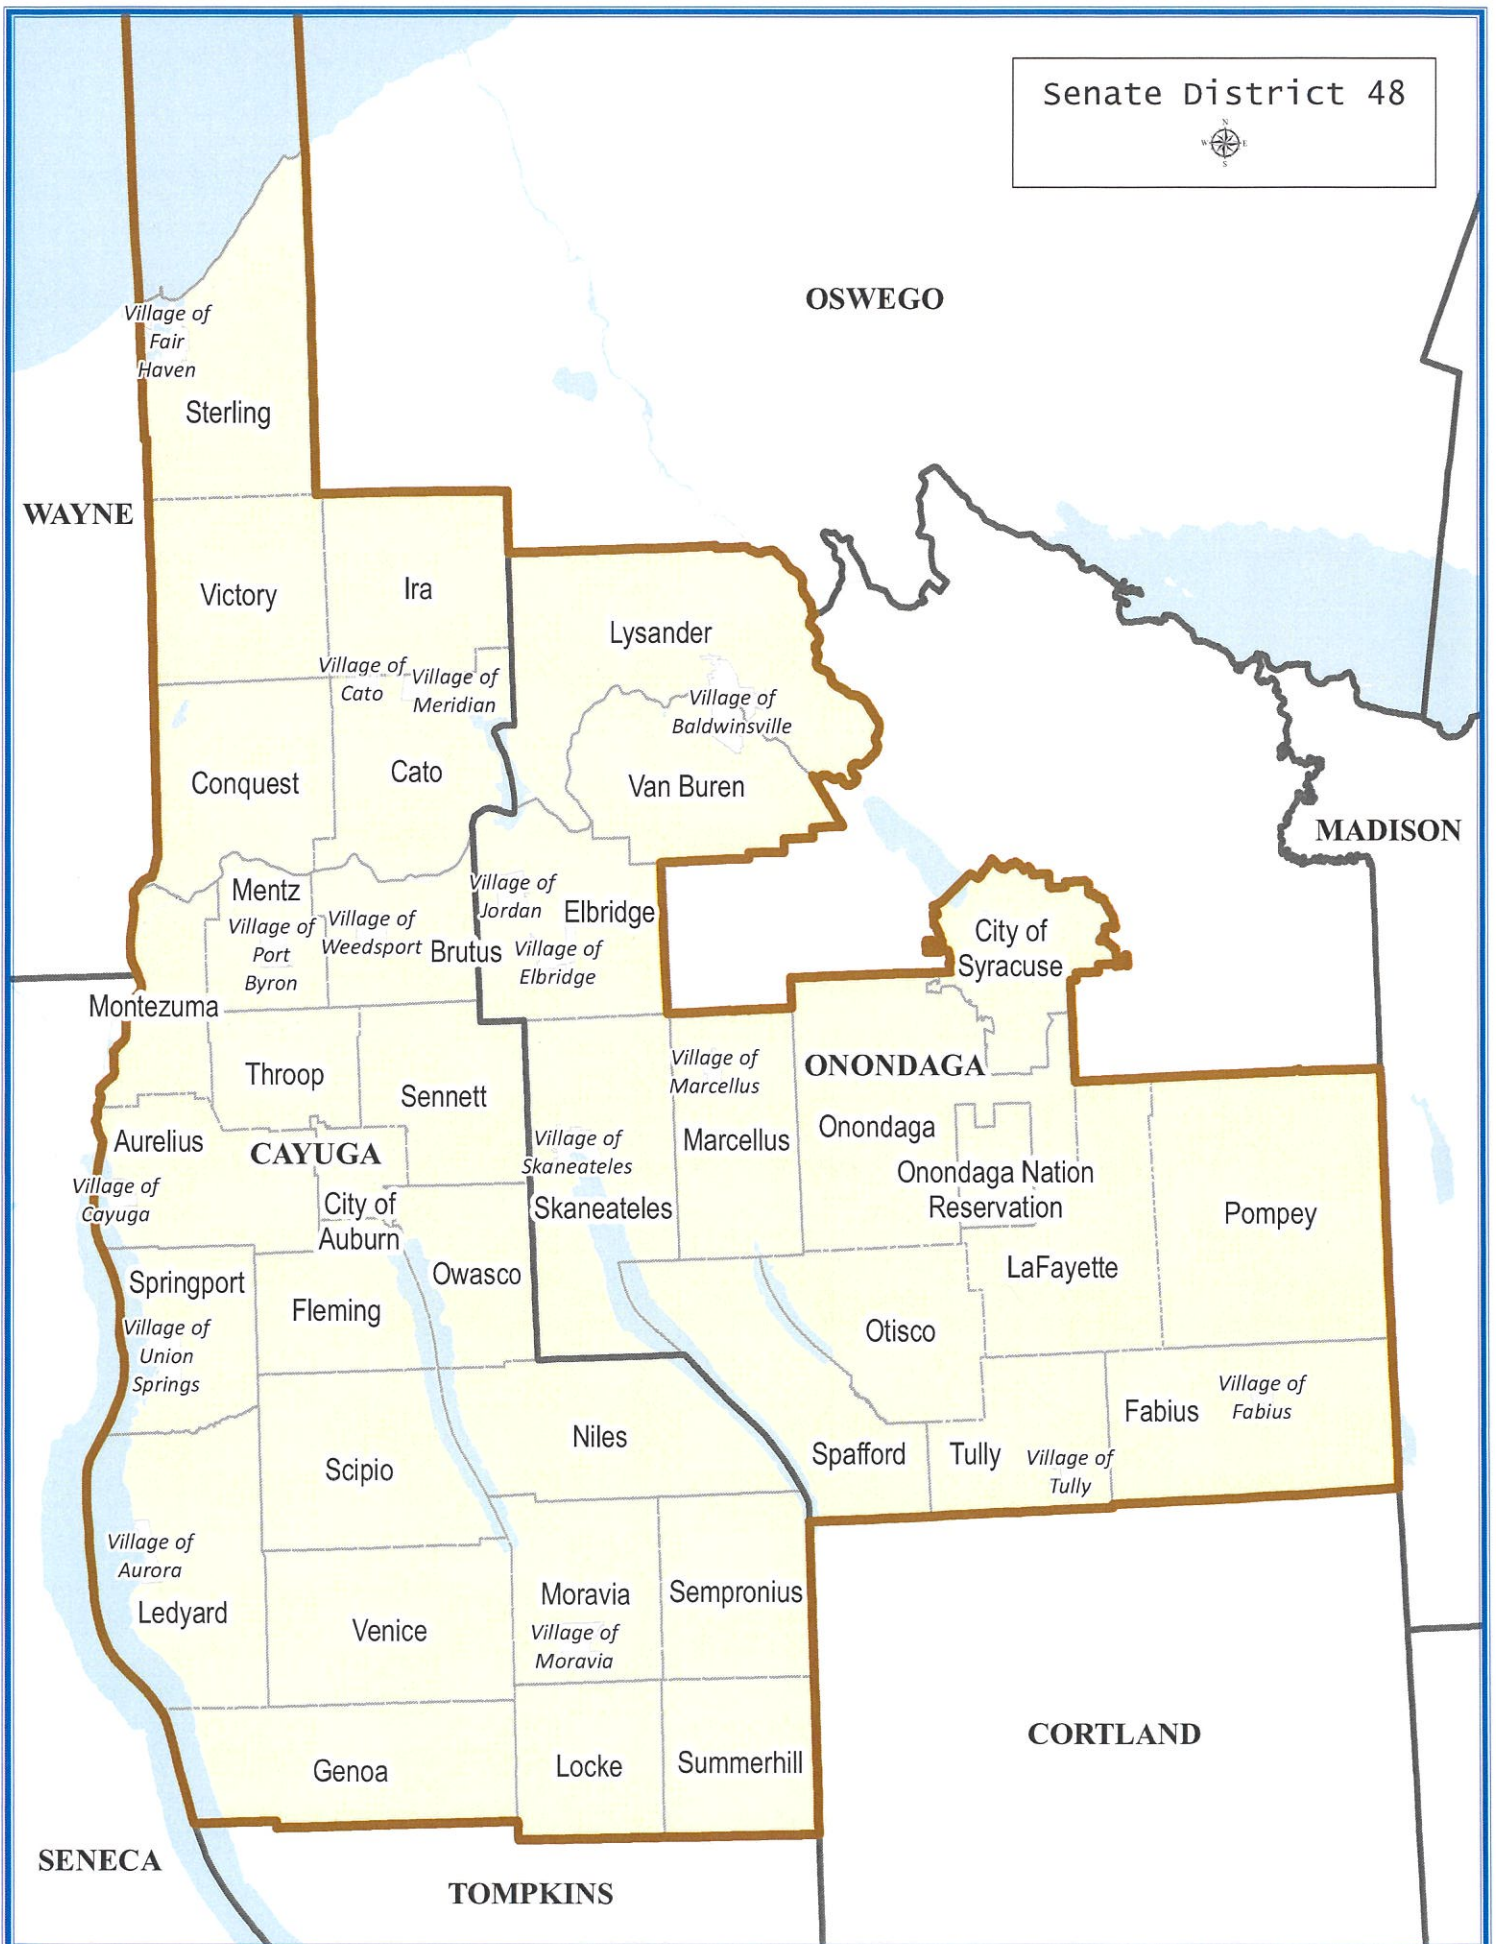 Senate District 48
N
W
E
S
OSWEGO
Village of
Fair
Haven
Sterling
WAYNE
Victory
Ira
Lysander
Village of
Cato
Village of
Meridian
Village of
Baldwinsville
Conquest
Cato
Van Buren
MADISON
Mentz
Village of
Port
Byron
Village of
Weedsport
Brutus
Village of
Jordan
Elbridge
Village of
Elbridge
City of
Syracuse
Montezuma
Throop
Sennett
Village of
Marcellus
ONONDAGA
Aurelius
CAYUGA
Village of
Skaneateles
Marcellus
Onondaga
Onondaga Nation
Reservation
Village of
Cayuga
City of
Auburn
Skaneateles
Pompey
Springport
Fleming
Owasco
LaFayette
Village of
Union
Springs
Otisco
Scipio
Niles
Spafford
Tully
Village of
Tully
Fabius
Village of
Fabius
Village of
Aurora
Ledyard
Venice
Moravia
Village of
Moravia
Sempronius
Genoa
Locke
Summerhill
CORTLAND
SENECA
TOMPKINS